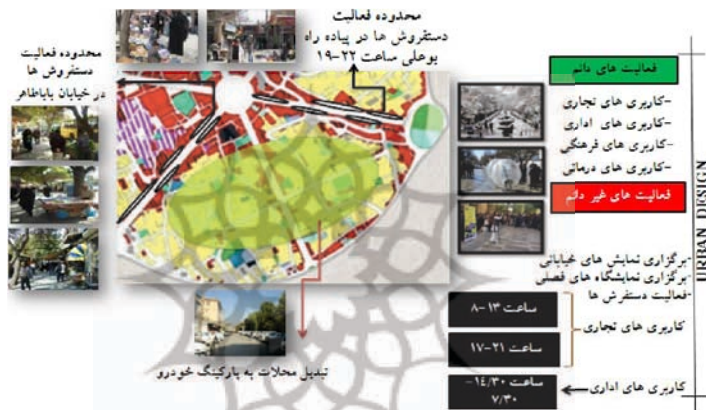 محدوده فعالیت
دستفروش ها در پیاده راه
بوعلی ساعت ۲۲-۱۹
محدوده فعالیت
دستفروش ها
در خیابان باباطاهر
فعالیت های دائم
-کاربری های تجاری
-کاربری های اداری
-کاربری های فرهنگی
-کاربری های درمانی
فعالیت های غیر دائم
-برگزاری نمایش های خیابانی
-برگزاری نمایشگاه های فصلی
-فعالیت دستفرش ها
ساعت ۱۳-۸
کاربری های تجاری
ساعت ۲۱-۱۷
ساعت ۱۴/۳۰-
۷/۳۰
کاربری های اداری
تبدیل محلات به پارکینگ خودرو
URBAN DESIGN